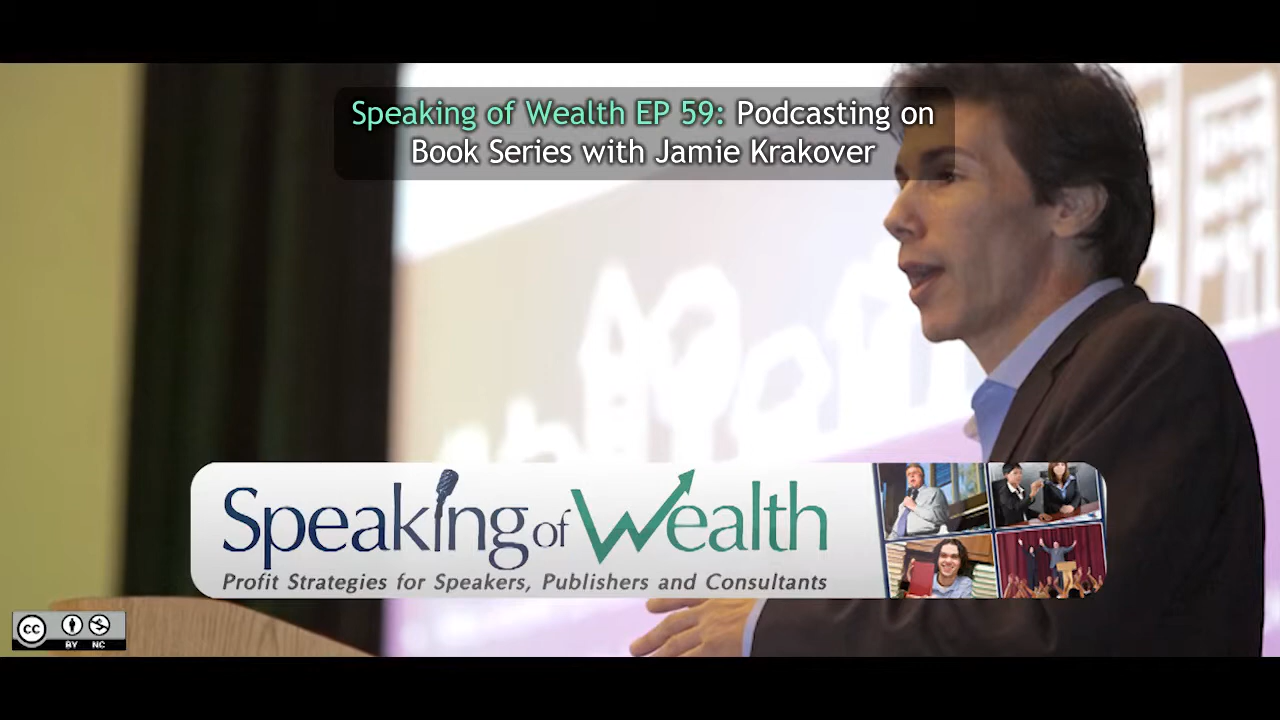 Speaking of Wealth EP 59: Podcasting on
Book Series with Jamie Krakover
Speaking of Wealth
Profit Strategies for Speakers, Publishers and Consultants
cc
BY NC